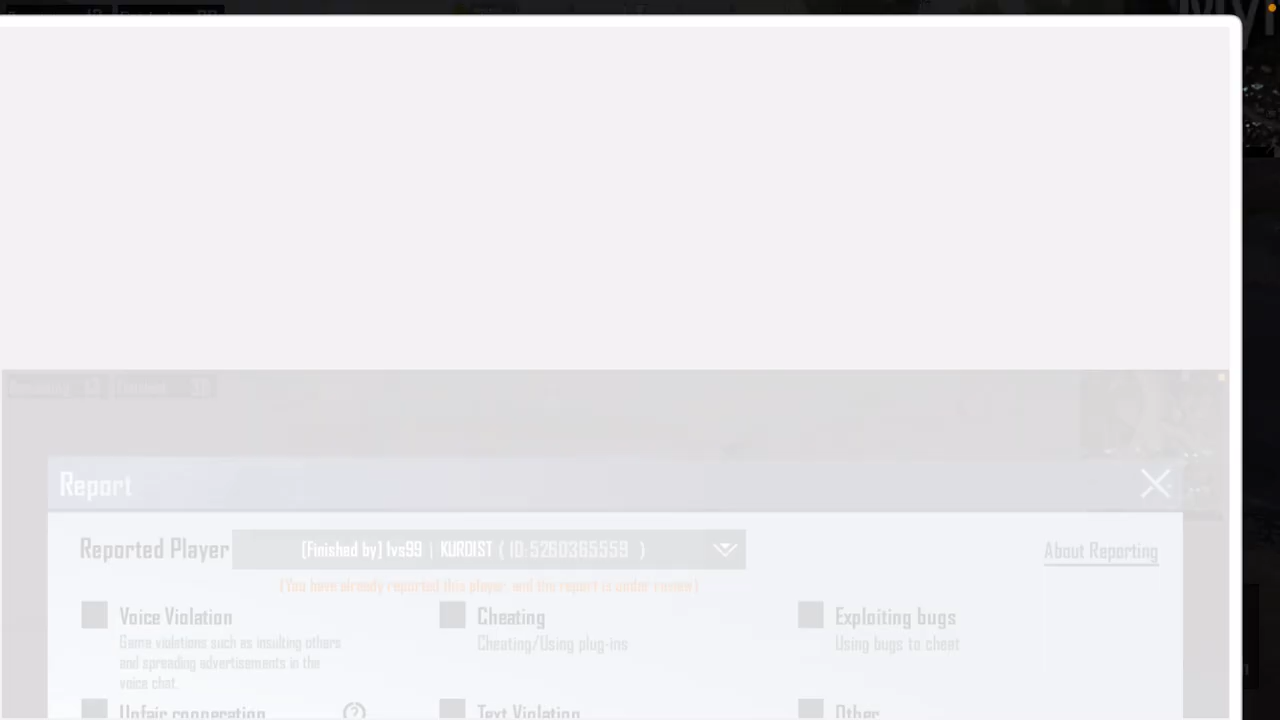 Report
Reported Player
[Finished by] 1vs99 | KURDIST ( ID:5260365559 )
About Reporting
(You have already reported this player, and the report is under review)
Voice Violation
Game violations such as insulting others
and spreading advertisements in the
voice chat.
Cheating
Cheating/Using plug-ins
Exploiting bugs
Using bugs to cheat
Unfair cooperation
Text Violation
Other